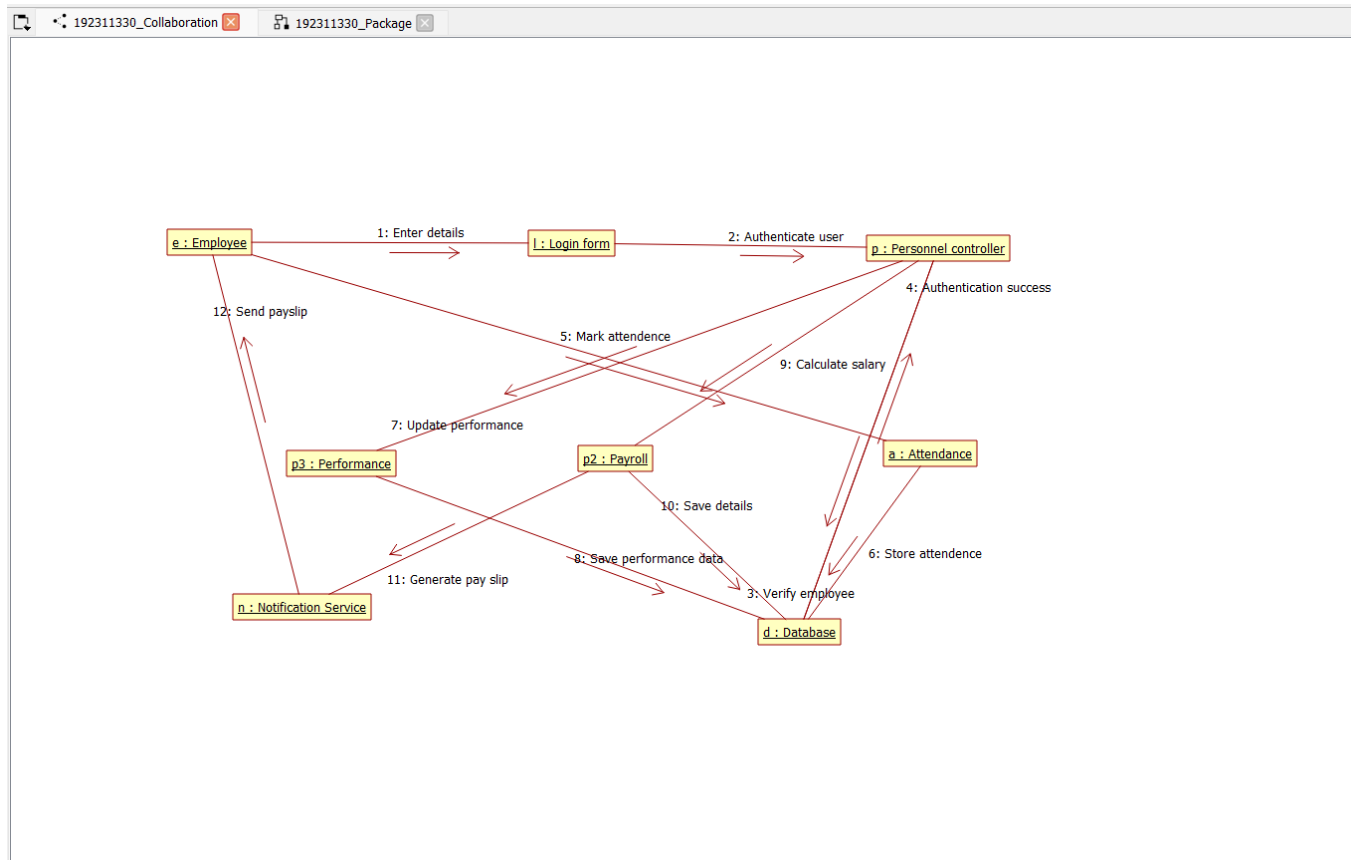 192311330_Collaboration
192311330_Package
1: Enter details
2: Authenticate user
e : Employee
l : Login form
p : Personnel controller
4: Authentication success
12: Send payslip
5: Mark attendence
9: Calculate salary
7: Update performance
a : Attendance
p2 : Payroll
p3 : Performance
10: Save details
6: Store attendence
8: Save performance data
11: Generate pay slip
3: Verify employee
n : Notification Service
d : Database